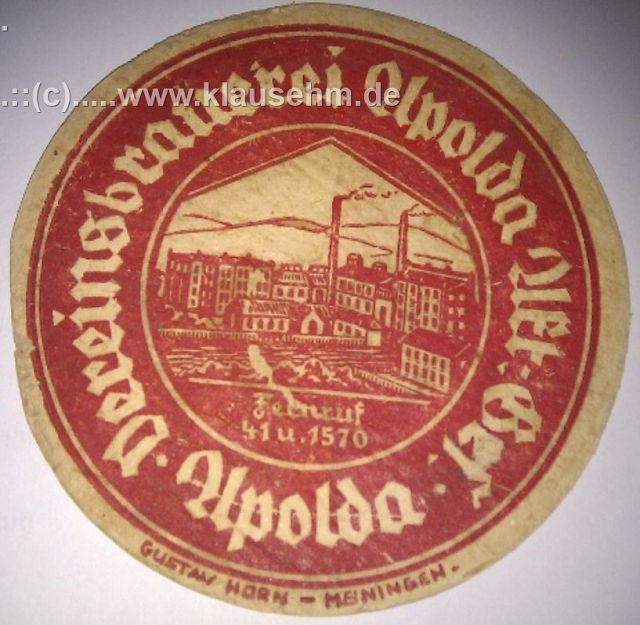 .
.::(c).....www.klausehm.de
Vereinsbrauerei Apolda Akt.-Ges.
· Apolda ·
Fernruf
41 u. 1570
GUSTAV HORN – MEININGEN.